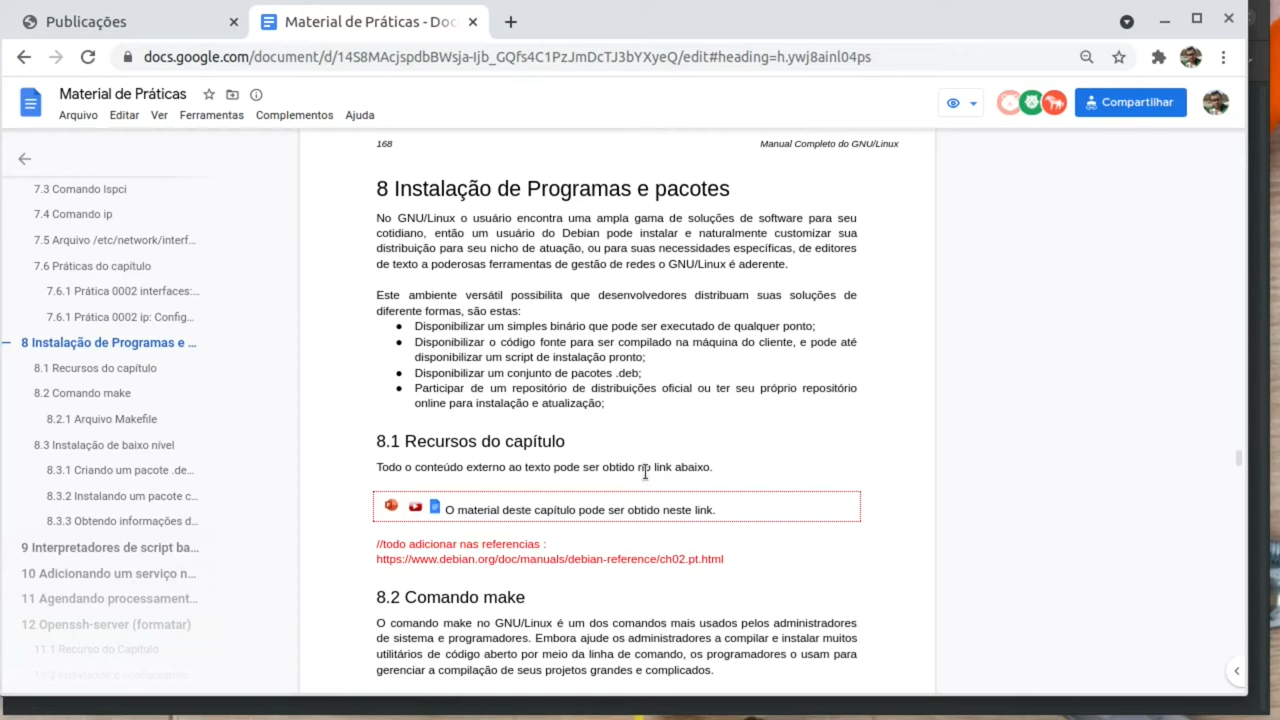 Publicações
Material de Práticas - Doc
docs.google.com/document/d/14S8MAcjspdbBWsja-Ijb_GQfs4C1PzJmDcTJ3bYXyeQ/edit#heading=h.ywj8ainl04ps
Material de Práticas
Arquivo Editar Ver Ferramentas Complementos Ajuda
Compartilhar
7.3 Comando lspci
7.4 Comando ip
7.5 Arquivo /etc/network/interf...
7.6 Práticas do capítulo
7.6.1 Prática 0002 interfaces:...
7.6.1 Prática 0002 ip: Config...
8 Instalação de Programas e ...
8.1 Recursos do capítulo
8.2 Comando make
8.2.1 Arquivo Makefile
8.3 Instalação de baixo nível
8.3.1 Criando um pacote .de...
8.3.2 Instalando um pacote c...
8.3.3 Obtendo informações d...
9 Interpretadores de script ba...
10 Adicionando um serviço n...
11 Agendando processament...
12 Openssh-server (formatar)
11.1 Recurso do Capítulo
168 Manual Completo do GNU/Linux
8 Instalação de Programas e pacotes
No GNU/Linux o usuário encontra uma ampla gama de soluções de software para seu
cotidiano, então um usuário do Debian pode instalar e naturalmente customizar sua
distribuição para seu nicho de atuação, ou para suas necessidades específicas, de editores
de texto a poderosas ferramentas de gestão de redes o GNU/Linux é aderente.
Este ambiente versátil possibilita que desenvolvedores distribuam suas soluções de
diferente formas, são estas:
● Disponibilizar um simples binário que pode ser executado de qualquer ponto;
● Disponibilizar o código fonte para ser compilado na máquina do cliente, e pode até
disponibilizar um script de instalação pronto;
● Disponibilizar um conjunto de pacotes .deb;
● Participar de um repositório de distribuições oficial ou ter seu próprio repositório
online para instalação e atualização;
8.1 Recursos do capítulo
Todo o conteúdo externo ao texto pode ser obtido no link abaixo.
O material deste capítulo pode ser obtido neste link.
//todo adicionar nas referencias :
https://www.debian.org/doc/manuals/debian-reference/ch02.pt.html
8.2 Comando make
O comando make no GNU/Linux é um dos comandos mais usados pelos administradores
de sistema e programadores. Embora ajude os administradores a compilar e instalar muitos
utilitários de código aberto por meio da linha de comando, os programadores o usam para
gerenciar a compilação de seus projetos grandes e complicados.